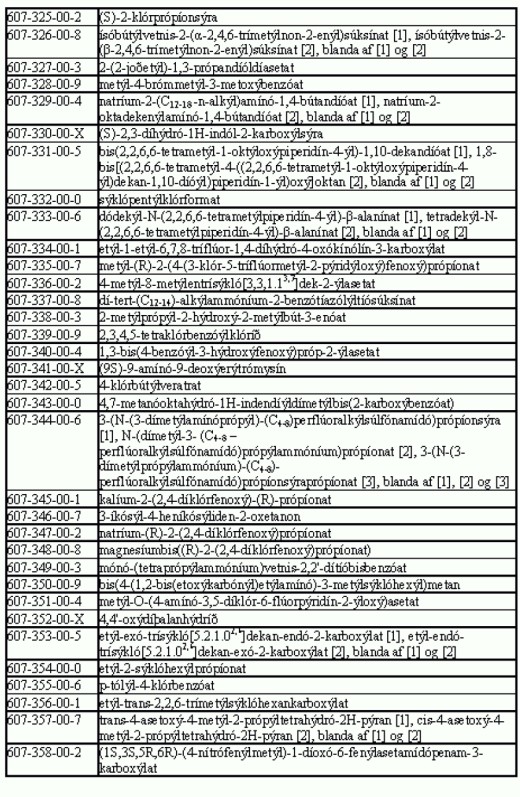 607-325-00-2 (S)-2-klórprópíonsýra
607-326-00-8 ísóbútýlvetnis-2-(α-2,4,6-trímetýlnon-2-enýl)súksínat [1], ísóbútýlvetnis-2-
(β-2,4,6-trímetýlnon-2-enýl)súksínat [2], blanda af [1] og [2]
607-327-00-3 2-(2-joðetýl)-1,3-própandíóldíasetat
607-328-00-9 metýl-4-brómmetýl-3-metoxýbenzóat
607-329-00-4 natríum-2-(C₁₂₋₁₈-n-alkýl)amínó-1,4-bútandíóat [1], natríum-2-
oktadekenýlamínó-1,4-bútandíóat [2], blanda af [1] og [2]
607-330-00-X (S)-2,3-díhýdró-1H-indól-2-karboxýlsýra
607-331-00-5 bis(2,2,6,6-tetrametýl-1-oktýloxýpiperidín-4-ýl)-1,10-dekandíóat [1], 1,8-
bis[(2,2,6,6-tetrametýl-4-((2,2,6,6-tetrametýl-1-oktýloxýpiperidín-4-
ýl)dekan-1,10-díóýl)piperidín-1-ýl)oxý]oktan [2], blanda af [1] og [2]
607-332-00-0 sýklópentýlklórformat
607-333-00-6 dódekýl-N-(2,2,6,6-tetrametýlpiperidín-4-ýl)-β-alanínat [1], tetradekýl-N-
(2,2,6,6-tetrametýlpiperidín-4-ýl)-β-alanínat [2], blanda af [1] og [2]
607-334-00-1 etýl-1-etýl-6,7,8-tríflúor-1,4-díhýdró-4-oxókínólín-3-karboxýlat
607-335-00-7 metýl-(R)-2-(4-(3-klór-5-tríflúormetýl-2-pýridýloxý)fenoxý)própíonat
607-336-00-2 4-metýl-8-metýlentrísýkló[3,3,1.1³˒⁷]dek-2-ýlasetat
607-337-00-8 dí-tert-(C₁₂₋₁₄)-alkýlammóníum-2-benzótíazólýltíósúksínat
607-338-00-3 2-metýlprópýl-2-hýdroxý-2-metýlbút-3-enóat
607-339-00-9 2,3,4,5-tetraklórbenzóýlklóríð
607-340-00-4 1,3-bis(4-benzóýl-3-hýdroxýfenoxý)próp-2-ýlasetat
607-341-00-X (9S)-9-amínó-9-deoxýerýtrómýsín
607-342-00-5 4-klórbútýlveratrat
607-343-00-0 4,7-metanóoktahýdró-1H-indendíýldímetýlbis(2-karboxýbenzóat)
607-344-00-6 3-(N-(3-dímetýlamínóprópýl)-(C₄₋₈)perflúoralkýlsúlfónamídó)própíonsýra
[1], N-(dímetýl-3- (C₄₋₈ –
perflúoralkýlsúlfónamídó)própýlammóníum)própíonat [2], 3-(N-(3-
dímetýlprópýlammóníum)-(C₄₋₈)-
perflúoralkýlsúlfónamídó)própíonsýraprópíonat [3], blanda af [1], [2] og [3]
607-345-00-1 kalíum-2-(2,4-díklórfenoxý)-(R)-própíonat
607-346-00-7 3-íkósýl-4-heníkósýliden-2-oxetanon
607-347-00-2 natríum-(R)-2-(2,4-díklórfenoxý)própíonat
607-348-00-8 magnesíumbis((R)-2-(2,4-díklórfenoxý)própíonat)
607-349-00-3 mónó-(tetraprópýlammóníum)vetnis-2,2'-dítíóbisbenzóat
607-350-00-9 bis(4-(1,2-bis(etoxýkarbónýl)etýlamínó)-3-metýlsýklóhexýl)metan
607-351-00-4 metýl-O-(4-amínó-3,5-díklór-6-flúorpýridín-2-ýloxý)asetat
607-352-00-X 4,4'-oxýdíþalanhýdríð
607-353-00-5 etýl-exó-trísýkló[5.2.1.0²˒⁶]dekan-endó-2-karboxýlat [1], etýl-endó-
trísýkló[5.2.1.0²˒⁶]dekan-exó-2-karboxýlat [2], blanda af [1] og [2]
607-354-00-0 etýl-2-sýklóhexýlprópíonat
607-355-00-6 p-tólýl-4-klórbenzóat
607-356-00-1 etýl-trans-2,2,6-trímetýlsýklóhexankarboxýlat
607-357-00-7 trans-4-asetoxý-4-metýl-2-própýltetrahýdró-2H-pýran [1], cis-4-asetoxý-4-
metýl-2-própýltetrahýdró-2H-pýran [2], blanda af [1] og [2]
607-358-00-2 (1S,3S,5R,6R)-(4-nítrófenýlmetýl)-1-díoxó-6-fenýlasetamídópenam-3-
karboxýlat